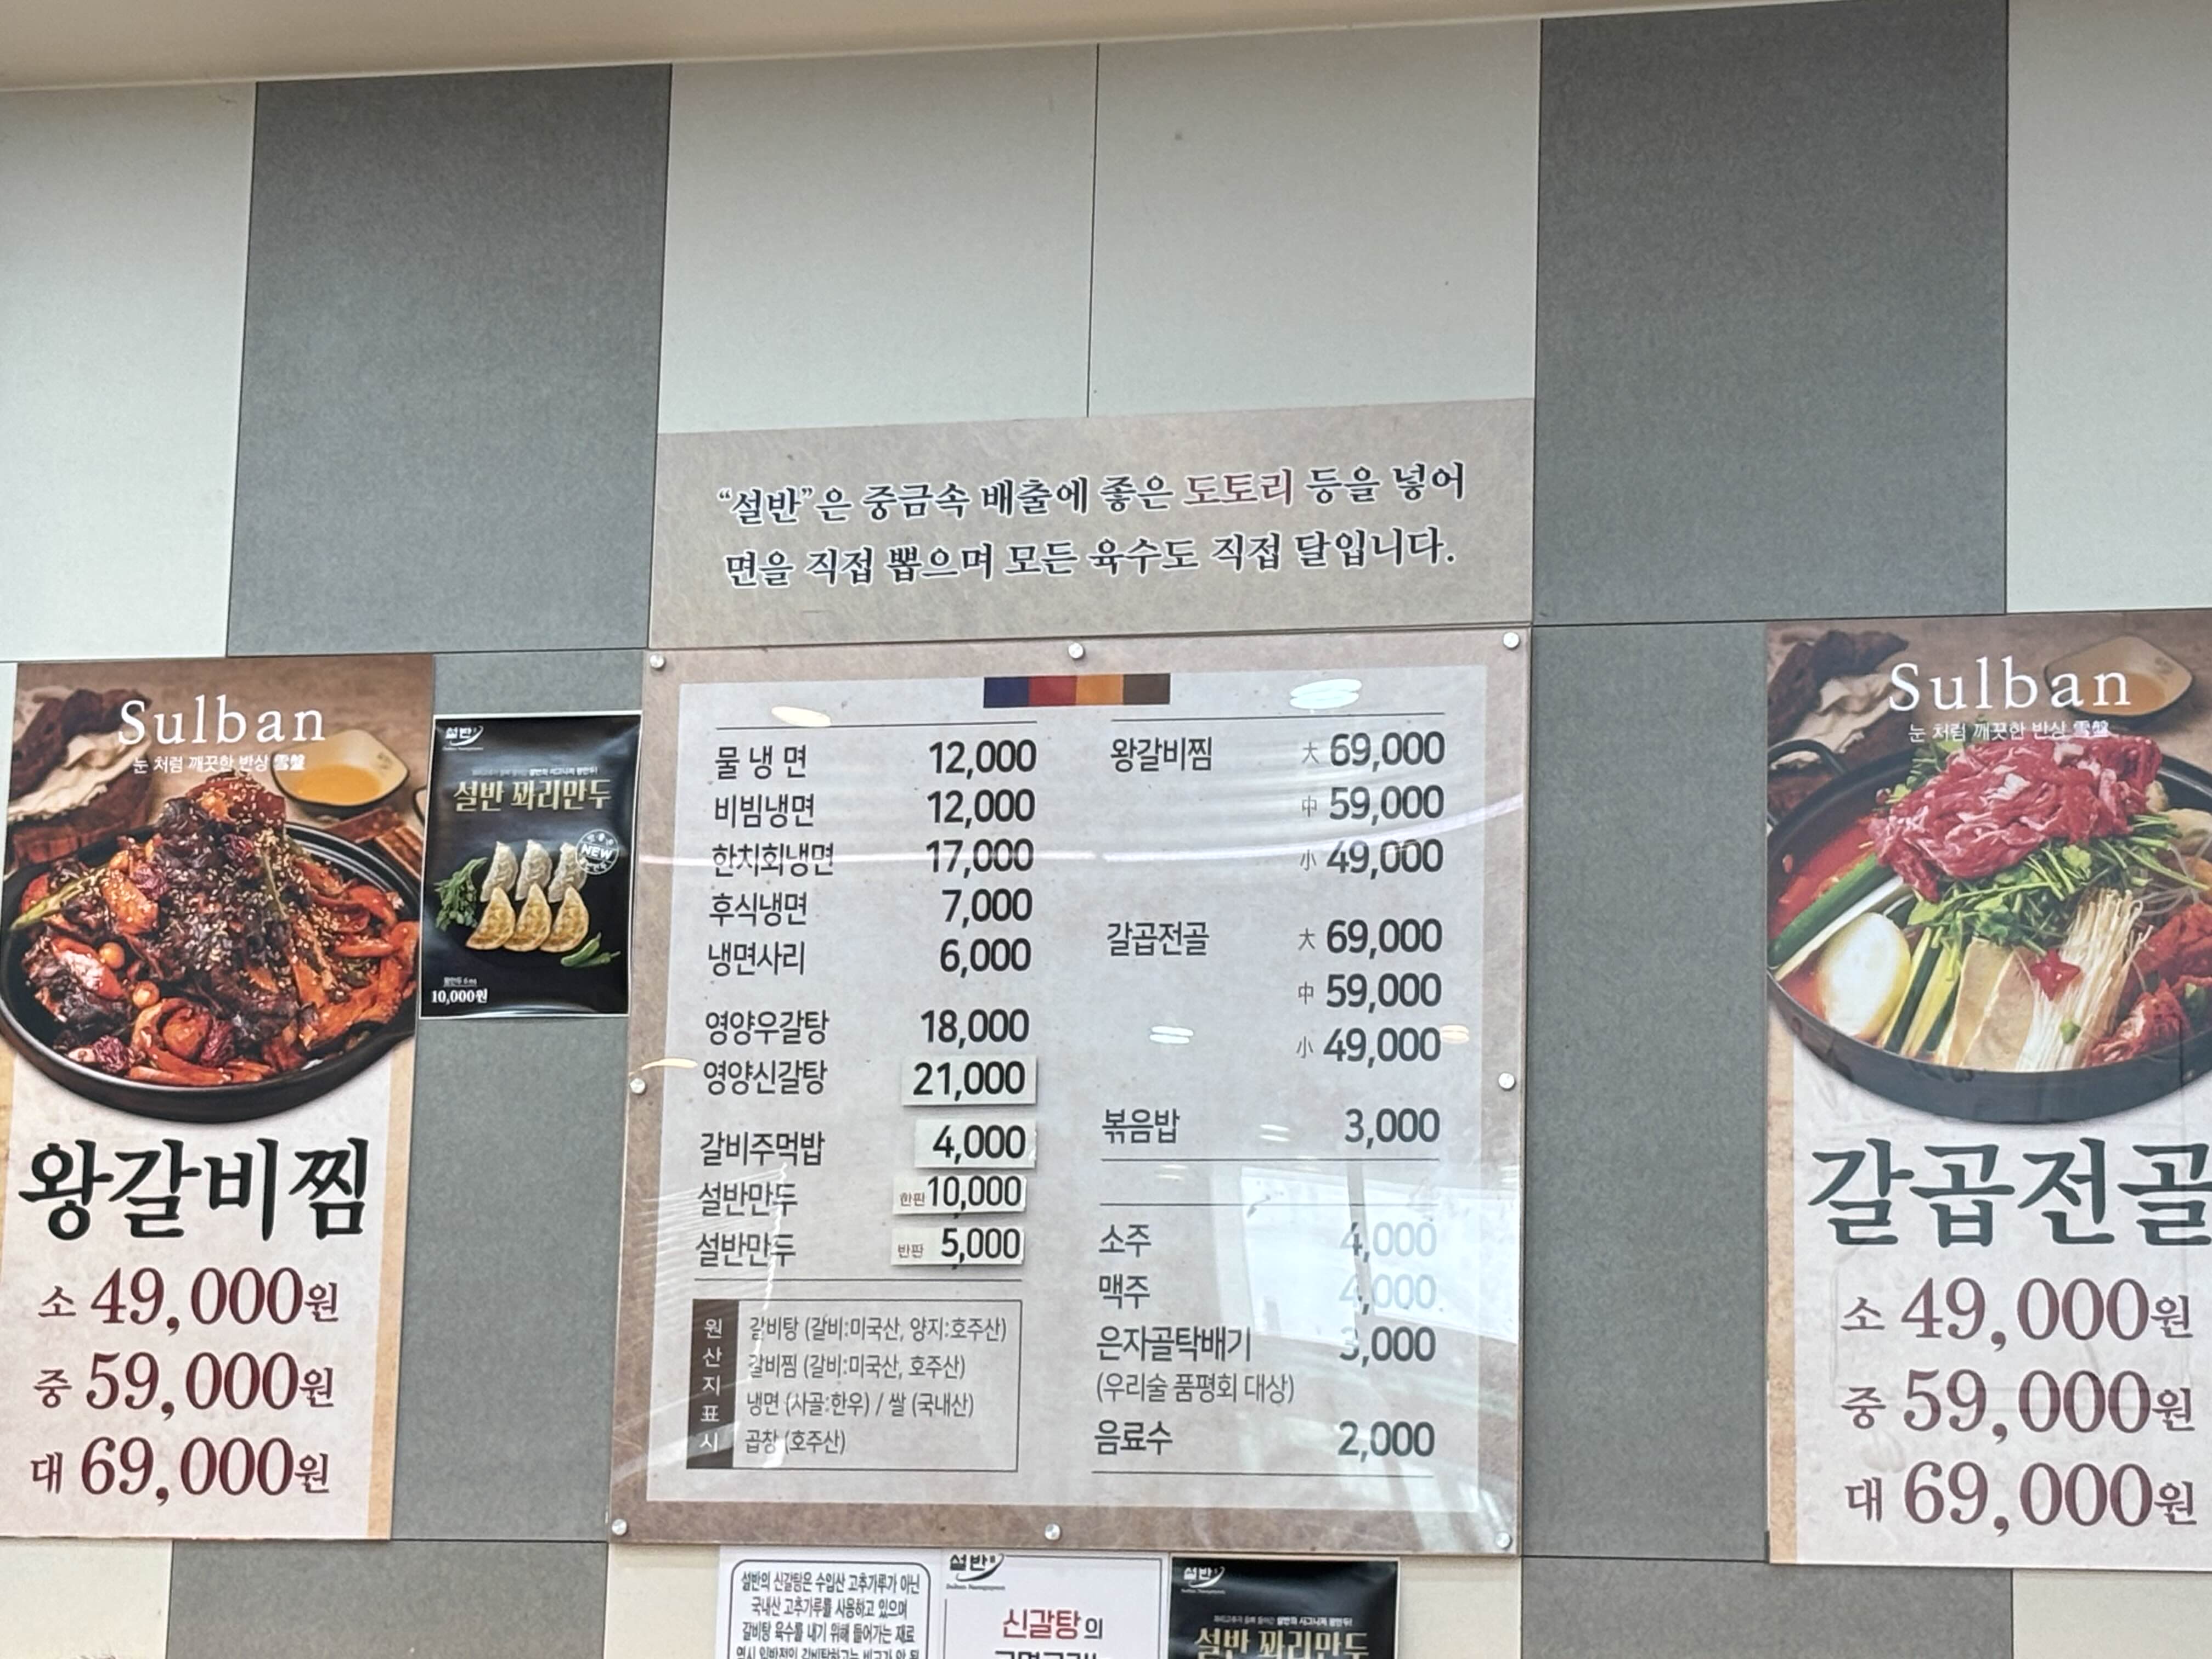 “설반”은 중금속 배출에 좋은 도토리 등을 넣어
면을 직접 뽑으며 모든 육수도 직접 달입니다.
Sulban
눈 처럼 깨끗한 반상 雪盤
왕갈비찜
소 49,000원
중 59,000원
대 69,000원
설반
설반 꽈리만두
NEW
10,000원
물냉면 12,000
비빔냉면 12,000
한치회냉면 17,000
후식냉면 7,000
냉면사리 6,000
영양우갈탕 18,000
영양신갈탕 21,000
갈비주먹밥 4,000
설반만두 한판 10,000
설반만두 반판 5,000
원산지표시
갈비탕 (갈비:미국산, 양지:호주산)
갈비찜 (갈비:미국산, 호주산)
냉면 (사골:한우) / 쌀 (국내산)
곱창 (호주산)
왕갈비찜 大 69,000
中 59,000
小 49,000
갈곱전골 大 69,000
中 59,000
小 49,000
볶음밥 3,000
소주 4,000
맥주 4,000
은자골탁배기 3,000
(우리술 품평회 대상)
음료수 2,000
Sulban
눈 처럼 깨끗한 반상 雪盤
갈곱전골
소 49,000원
중 59,000원
대 69,000원
설반의 신갈탕은 수입산 고추가루가 아닌
국내산 고추가루를 사용하고 있으며
갈비탕 육수를 내기 위해 들어가는 재료
설반
신갈탕의
설반
설반 꽈리만두